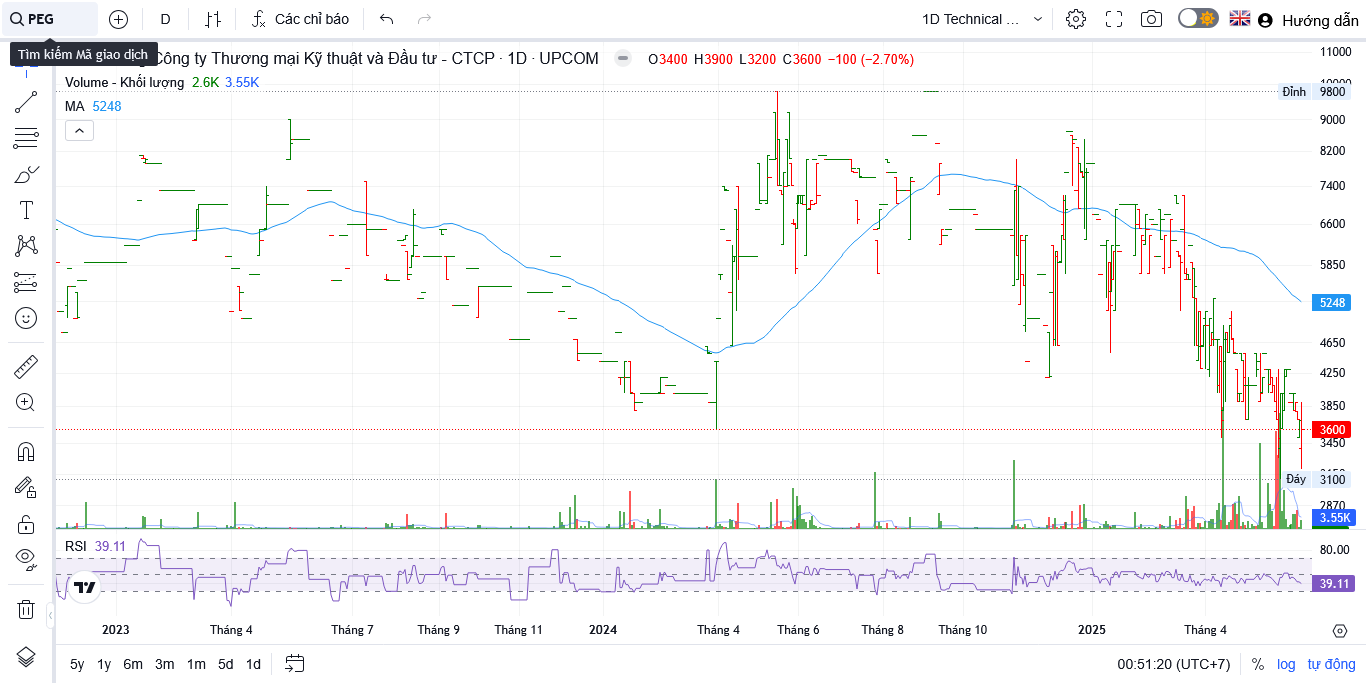 PEG
D
Các chỉ báo
1D Technical ...
Hướng dẫn
Tìm kiếm Mã giao dịch
Công ty Thương mại Kỹ thuật và Đầu tư - CTCP · 1D · UPCOM
O3400 H3900 L3200 C3600 −100 (−2.70%)
Volume - Khối lượng 2.6K 3.55K
MA 5248
11000
10000
Đỉnh 9800
9000
8200
7400
6600
5850
5248
4650
4250
3850
3600
3450
3150
Đáy 3100
2870
3.55K
RSI 39.11
80.00
39.11
2023 Tháng 4 Tháng 7 Tháng 9 Tháng 11 2024 Tháng 4 Tháng 6 Tháng 8 Tháng 10 2025 Tháng 4
5y 1y 6m 3m 1m 5d 1d
00:51:20 (UTC+7) % log tự động